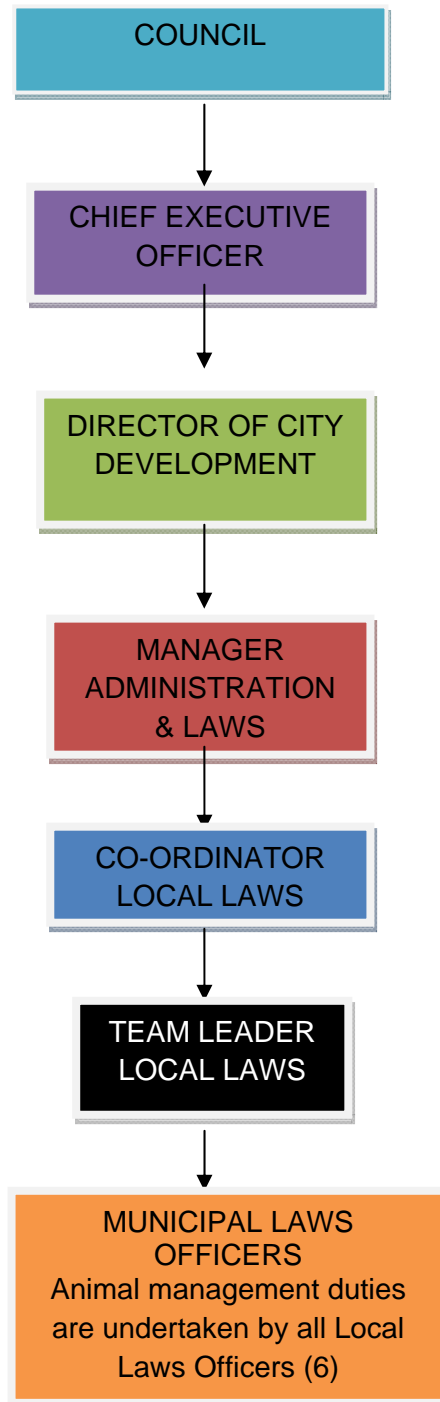 COUNCIL
CHIEF EXECUTIVE
OFFICER
DIRECTOR OF CITY
DEVELOPMENT
MANAGER
ADMINISTRATION
& LAWS
CO-ORDINATOR
LOCAL LAWS
TEAM LEADER
LOCAL LAWS
MUNICIPAL LAWS
OFFICERS
Animal management duties
are undertaken by all Local
Laws Officers (6)